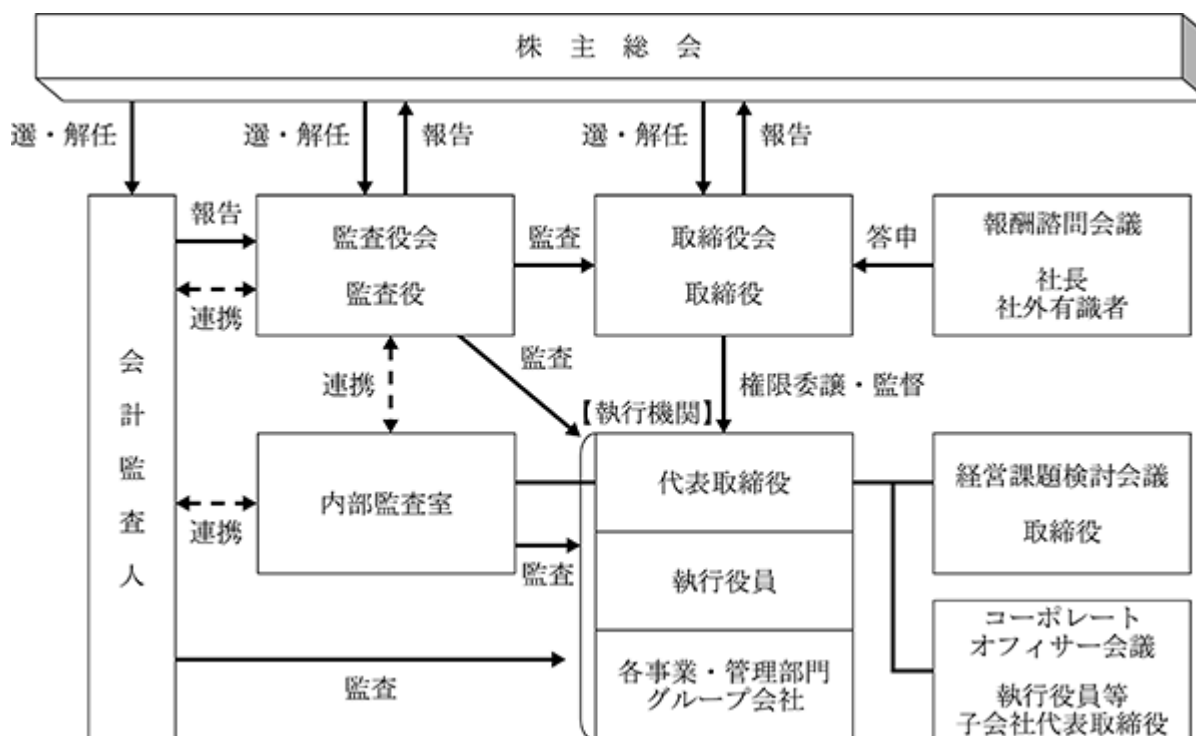 株主総会
選・解任
選・解任
報告
選・解任
報告
報告
監査役会
監査役
監査
取締役会
取締役
答申
報酬諮問会議
社長
社外有識者
連携
会計監査人
連携
監査
権限委譲・監督
【執行機関】
内部監査室
連携
監査
代表取締役
執行役員
各事業・管理部門
グループ会社
監査
経営課題検討会議
取締役
コーポレート
オフィサー会議
執行役員等
子会社代表取締役